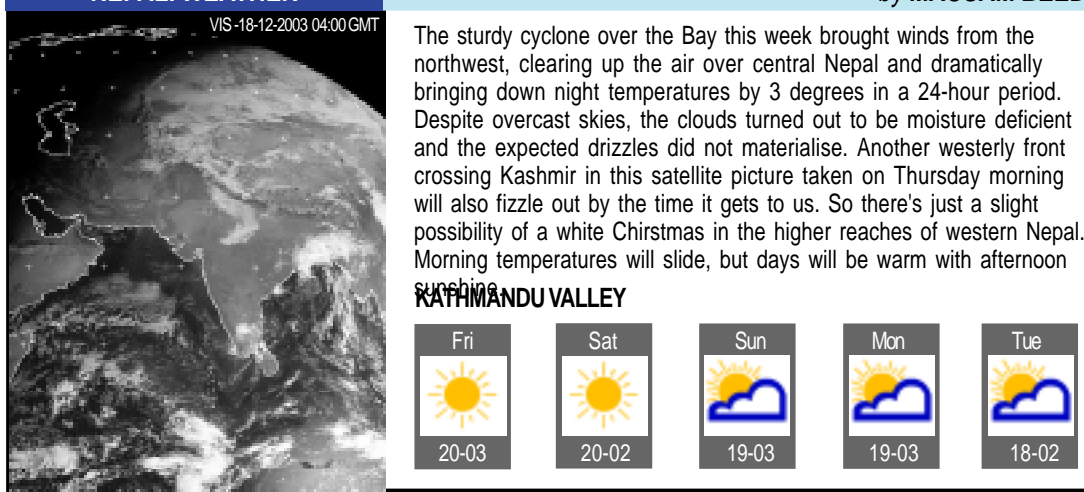 NEPALI WEATHER
by MAUSAM BEED
VIS -18-12-2003 04:00 GMT
The sturdy cyclone over the Bay this week brought winds from the
northwest, clearing up the air over central Nepal and dramatically
bringing down night temperatures by 3 degrees in a 24-hour period.
Despite overcast skies, the clouds turned out to be moisture deficient
and the expected drizzles did not materialise. Another westerly front
crossing Kashmir in this satellite picture taken on Thursday morning
will also fizzle out by the time it gets to us. So there's just a slight
possibility of a white Chirstmas in the higher reaches of western Nepal.
Morning temperatures will slide, but days will be warm with afternoon
sunshine.
KATHMANDU VALLEY
Fri Sat Sun Mon Tue
20-03 20-02 19-03 19-03 18-02